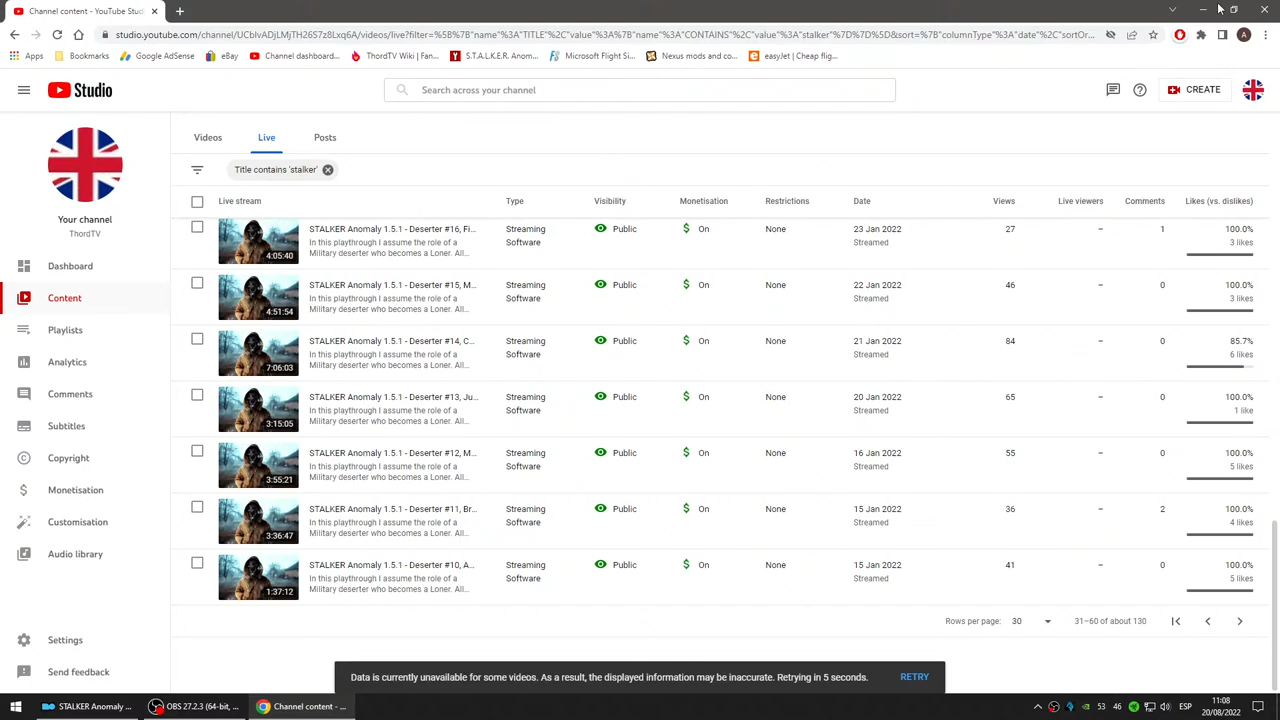 Channel content - YouTube Studi
studio.youtube.com/channel/UCbIvADjLMjTH26S7z8Lxq6A/videos/live?filter=%5B%7B"name"%3A"TITLE"%2C"value"%3A%7B"name"%3A"CONTAINS"%2C"value"%3A"stalker"%7D%7D%5D&sort=%7B"columnType"%3A"date"%2C"sortOr...
A
Apps
Bookmarks
Google AdSense
eBay
Channel dashboard...
ThordTV Wiki | Fan...
S.T.A.L.K.E.R. Anom...
Microsoft Flight Si...
Nexus mods and co...
easyJet | Cheap flig...
Studio
Search across your channel
CREATE
Videos
Live
Posts
Title contains 'stalker'
Your channel
ThordTV
Dashboard
Content
Playlists
Analytics
Comments
Subtitles
Copyright
Monetisation
Customisation
Audio library
Settings
Send feedback
Live stream Type Visibility Monetisation Restrictions Date Views Live viewers Comments Likes (vs. dislikes)
STALKER Anomaly 1.5.1 - Deserter #16, Fi... Streaming Public On None 23 Jan 2022 27 – 1 100.0%
In this playthrough I assume the role of a Software Streamed 3 likes
Military deserter who becomes a Loner. All...
4:05:40
STALKER Anomaly 1.5.1 - Deserter #15, M... Streaming Public On None 22 Jan 2022 46 – 0 100.0%
In this playthrough I assume the role of a Software Streamed 3 likes
Military deserter who becomes a Loner. All...
4:51:54
STALKER Anomaly 1.5.1 - Deserter #14, C... Streaming Public On None 21 Jan 2022 84 – 0 85.7%
In this playthrough I assume the role of a Software Streamed 6 likes
Military deserter who becomes a Loner. All...
7:06:03
STALKER Anomaly 1.5.1 - Deserter #13, Ju... Streaming Public On None 20 Jan 2022 65 – 0 100.0%
In this playthrough I assume the role of a Software Streamed 1 like
Military deserter who becomes a Loner. All...
3:15:05
STALKER Anomaly 1.5.1 - Deserter #12, M... Streaming Public On None 16 Jan 2022 55 – 0 100.0%
In this playthrough I assume the role of a Software Streamed 5 likes
Military deserter who becomes a Loner. All...
3:55:21
STALKER Anomaly 1.5.1 - Deserter #11, Br... Streaming Public On None 15 Jan 2022 36 – 2 100.0%
In this playthrough I assume the role of a Software Streamed 4 likes
Military deserter who becomes a Loner. All...
3:36:47
STALKER Anomaly 1.5.1 - Deserter #10, A... Streaming Public On None 15 Jan 2022 41 – 0 100.0%
In this playthrough I assume the role of a Software Streamed 5 likes
Military deserter who becomes a Loner. All...
1:37:12
Rows per page: 30 31–60 of about 130
Data is currently unavailable for some videos. As a result, the displayed information may be inaccurate. Retrying in 5 seconds. RETRY
STALKER Anomaly ...
OBS 27.2.3 (64-bit, ...
Channel content - ...
53 46 ESP
11:08
20/08/2022